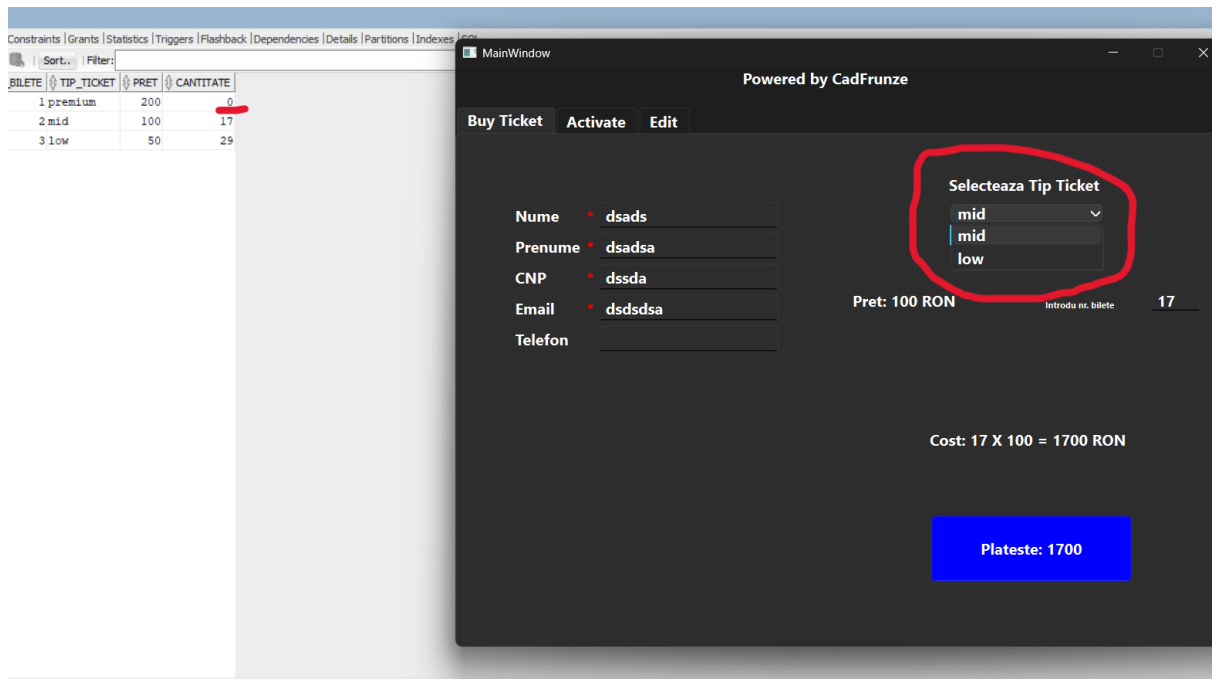 Constraints |Grants |Statistics |Triggers |Flashback |Dependencies |Details |Partitions |Indexes |SQL
Sort.. Filter:
BILETE TIP_TICKET PRET CANTITATE
1 premium 200 0
2 mid 100 17
3 low 50 29
MainWindow
Powered by CadFrunze
Buy Ticket Activate Edit
Selecteaza Tip Ticket
mid
mid
low
Nume * dsads
Prenume * dsadsa
CNP * dssda
Email * dsdsdsa
Telefon
Pret: 100 RON
Introdu nr. bilete 17
Cost: 17 X 100 = 1700 RON
Plateste: 1700